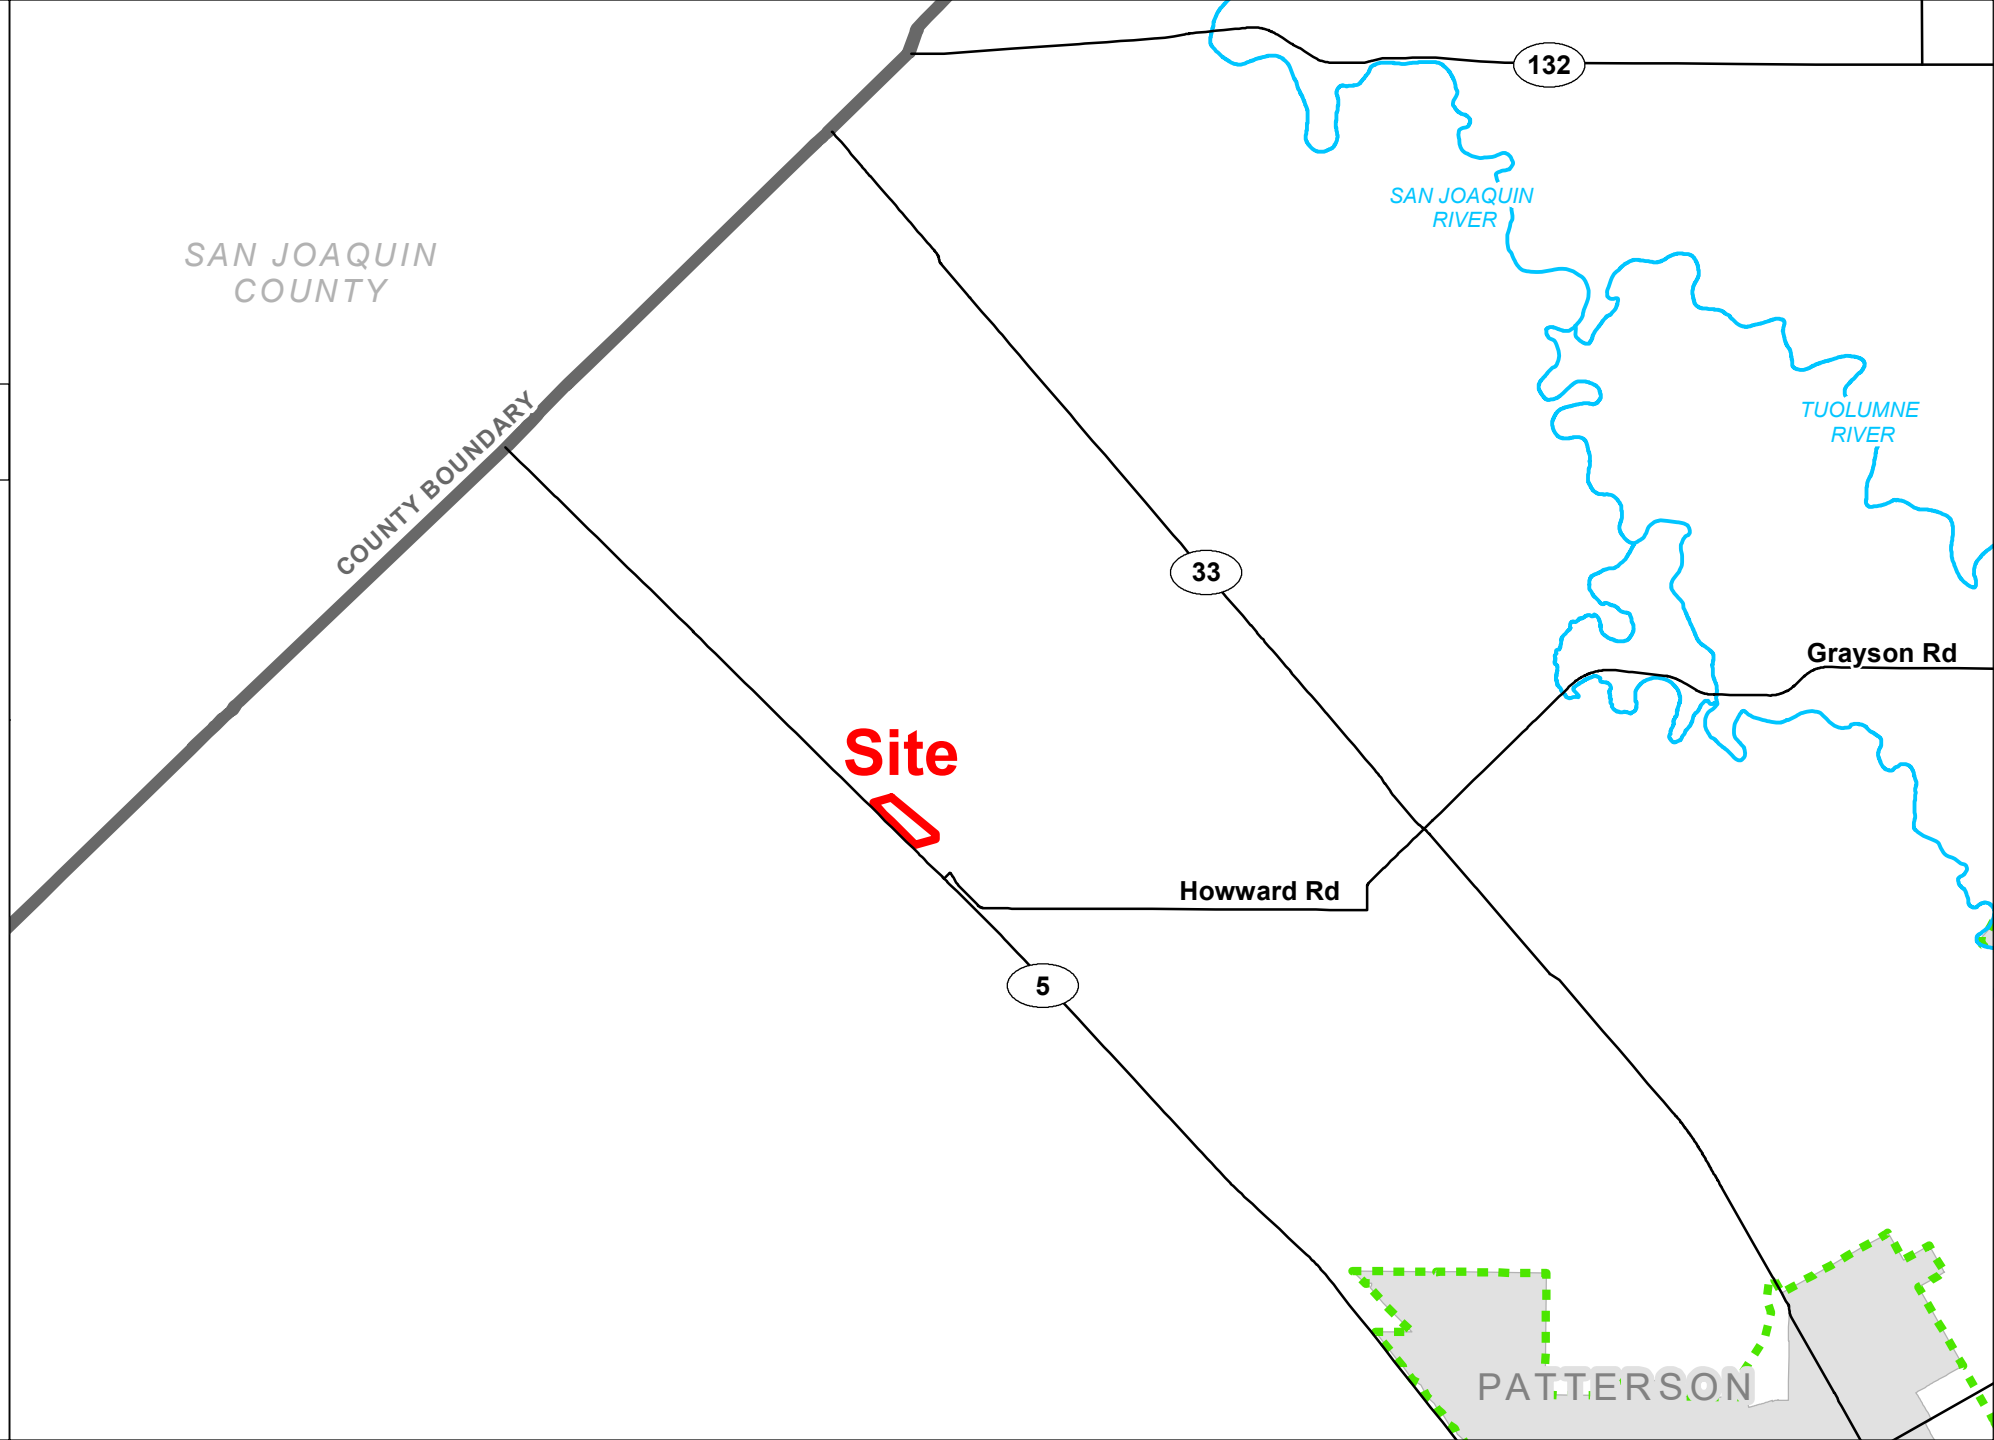 132
SAN JOAQUIN
RIVER
SAN JOAQUIN
COUNTY
TUOLUMNE
RIVER
COUNTY BOUNDARY
33
Grayson Rd
Site
Howward Rd
5
PATTERSON